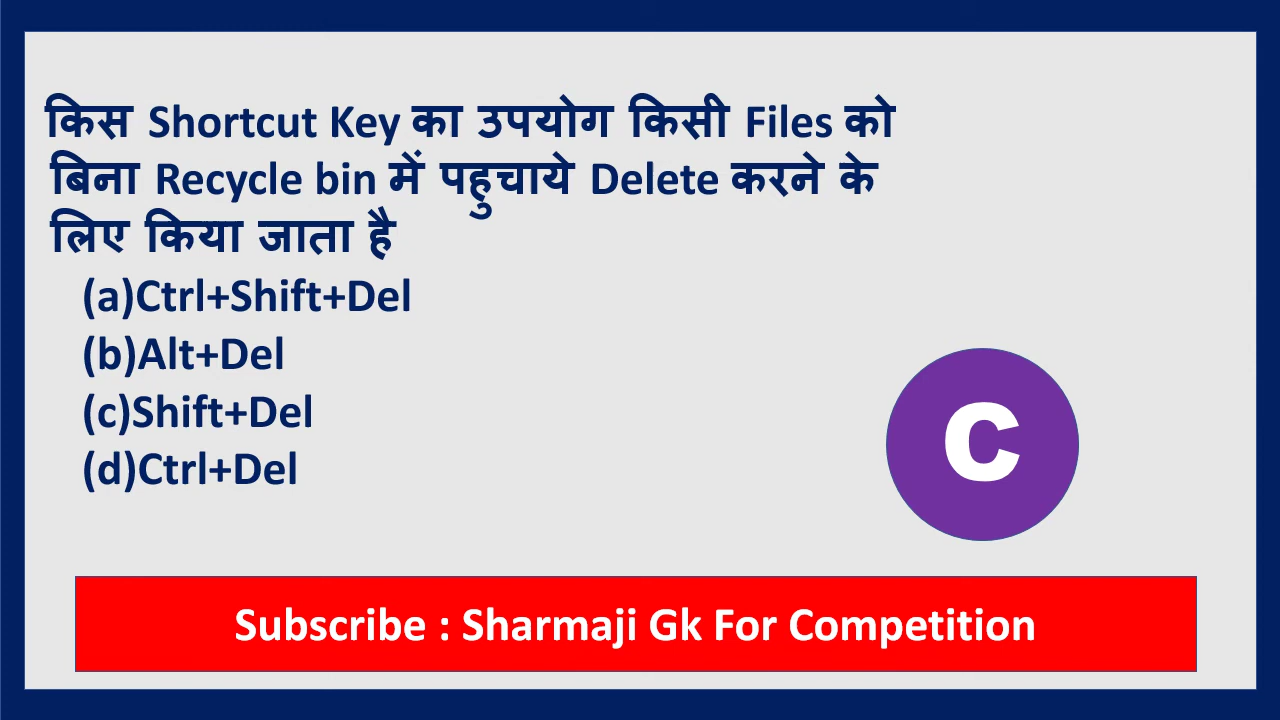 किस Shortcut Key का उपयोग किसी Files को
बिना Recycle bin में पहुचाये Delete करने के
लिए किया जाता है
(a)Ctrl+Shift+Del
(b)Alt+Del
(c)Shift+Del
(d)Ctrl+Del
C
Subscribe : Sharmaji Gk For Competition